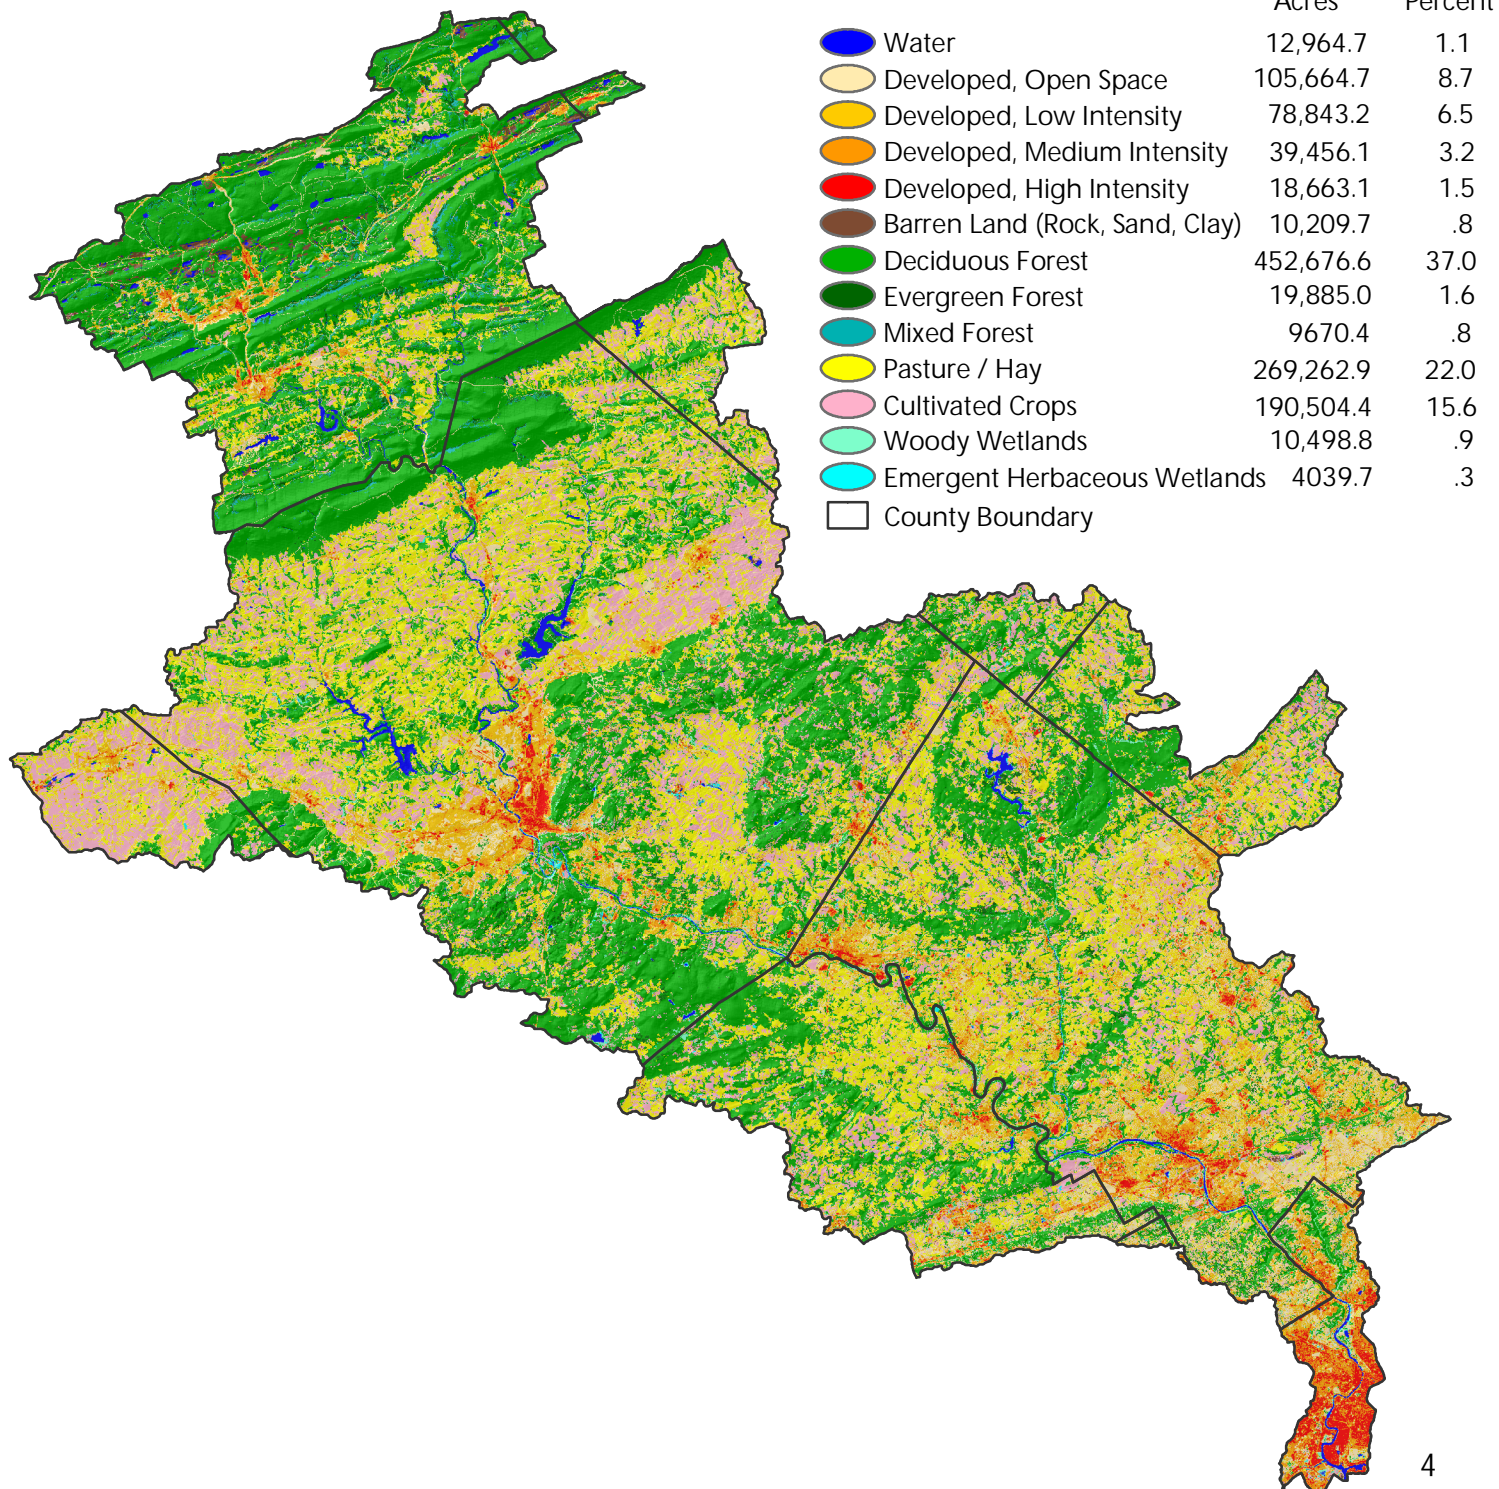 Acres Percent
Water 12,964.7 1.1
Developed, Open Space 105,664.7 8.7
Developed, Low Intensity 78,843.2 6.5
Developed, Medium Intensity 39,456.1 3.2
Developed, High Intensity 18,663.1 1.5
Barren Land (Rock, Sand, Clay) 10,209.7 .8
Deciduous Forest 452,676.6 37.0
Evergreen Forest 19,885.0 1.6
Mixed Forest 9670.4 .8
Pasture / Hay 269,262.9 22.0
Cultivated Crops 190,504.4 15.6
Woody Wetlands 10,498.8 .9
Emergent Herbaceous Wetlands 4039.7 .3
County Boundary
4